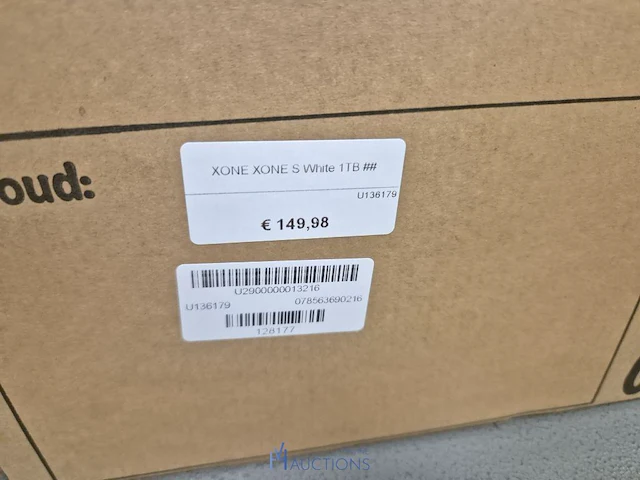 oud:
XONE XONE S White 1TB ##
U136179
€ 149,98
U2900000013216
U136179 078563690216
128177
AUCTIONS